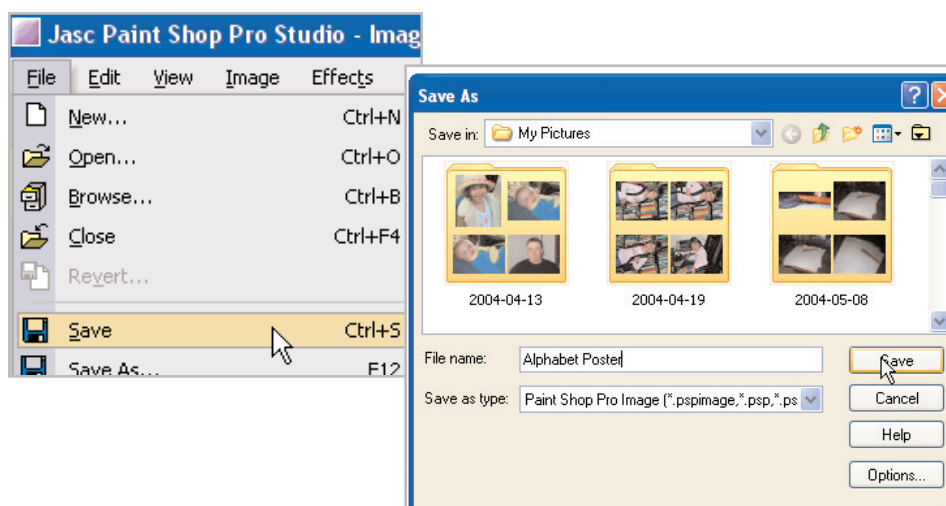 Jasc Paint Shop Pro Studio - Imag
File Edit View Image Effects
New... Ctrl+N
Open... Ctrl+O
Browse... Ctrl+B
Close Ctrl+F4
Revert...
Save Ctrl+S
Save As... F12
Save As
Save in: My Pictures
2004-04-13 2004-04-19 2004-05-08
File name: Alphabet Poster Save
Save as type: Paint Shop Pro Image (*.pspimage,*.psp,*.ps Cancel
Help
Options...